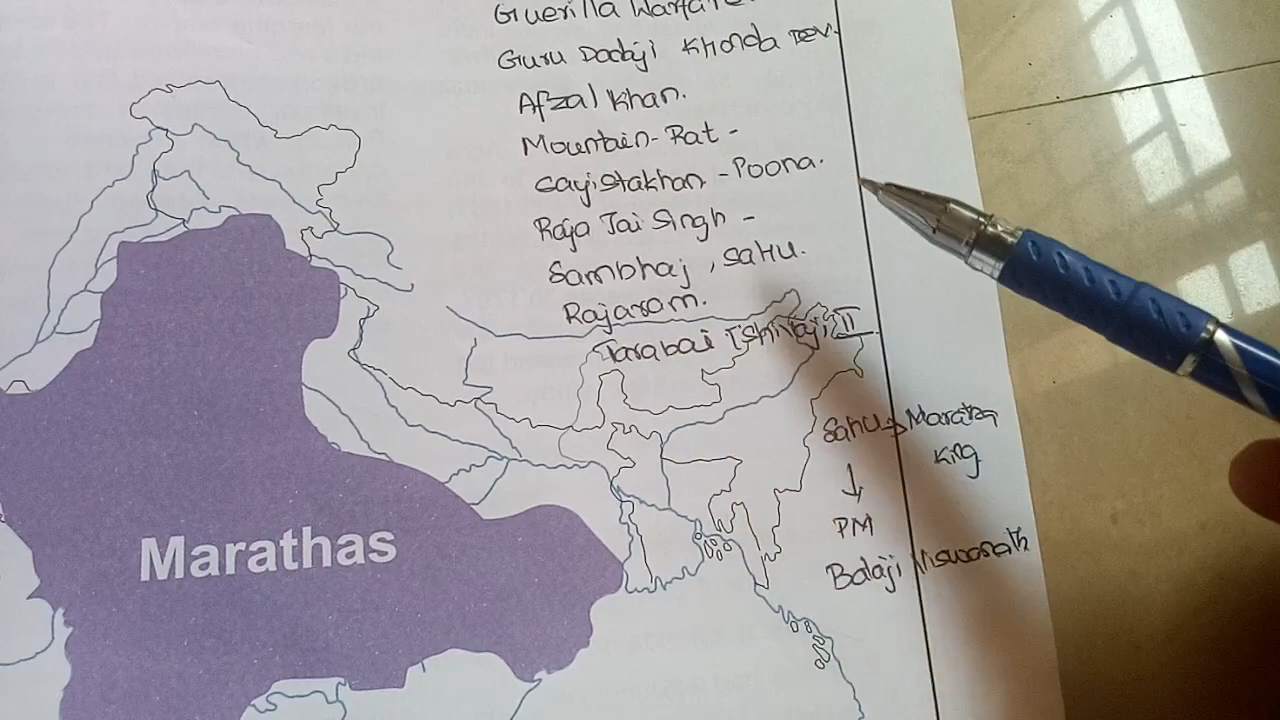 Guerilla Warfare.
Guru Dadaji Khonda DEV.
Afzal Khan.
Mountain-Rat -
Sayistakhan - Poona.
Raja Jai Singh -
Sambhaj , SAHU.
Rajaram.
Tarabai [Shivaji II
SAHU → Maratha
King
↓
PM
Balaji Viswanath
Marathas